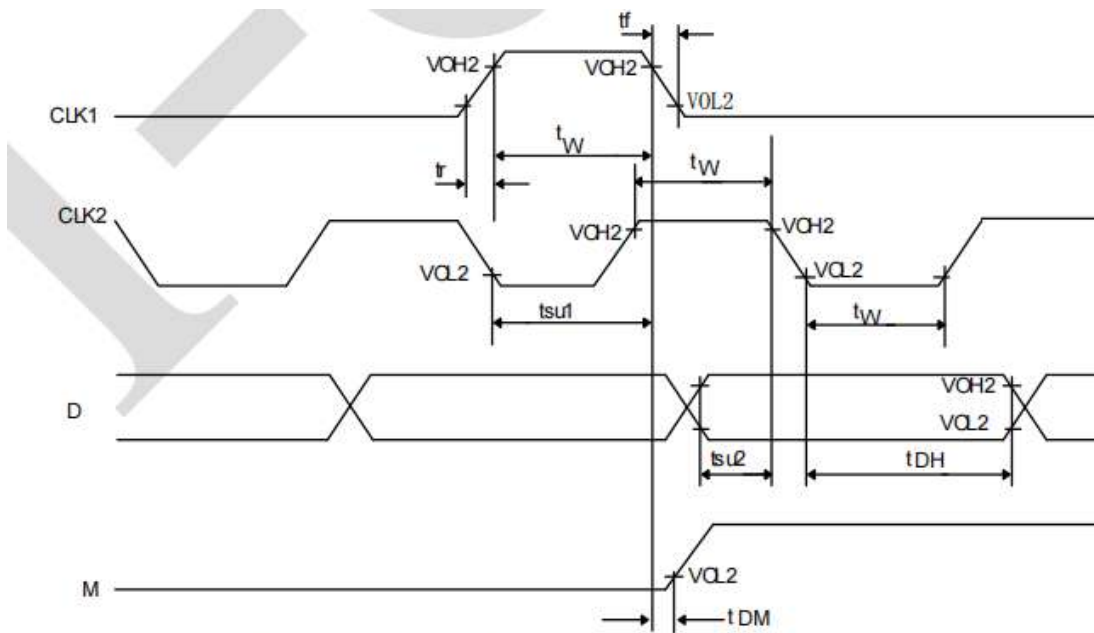 tf
VOH2 VOH2
VOL2
CLK1
tW
tW
tr
CLK2
VOH2 VOH2
VOL2 VOL2
tsu1 tW
VOH2
D
VOL2
tsu2 tDH
VOL2
M
tDM